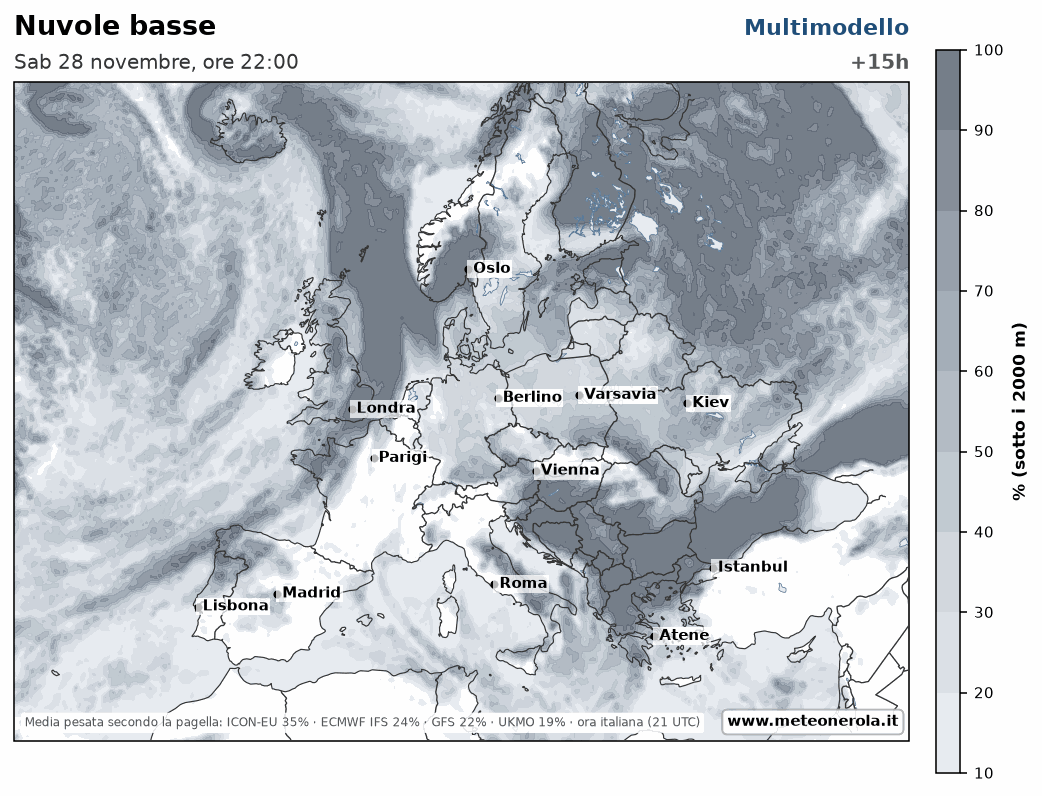 Nuvole basse
Multimodello
Sab 28 novembre, ore 22:00
+15h
100
90
80
70
60
50
40
30
20
10
% (sotto i 2000 m)
Oslo
Londra
Berlino
Varsavia
Kiev
Parigi
Vienna
Istanbul
Roma
Madrid
Lisbona
Atene
Media pesata secondo la pagella: ICON-EU 35% · ECMWF IFS 24% · GFS 22% · UKMO 19% · ora italiana (21 UTC)
www.meteonerola.it